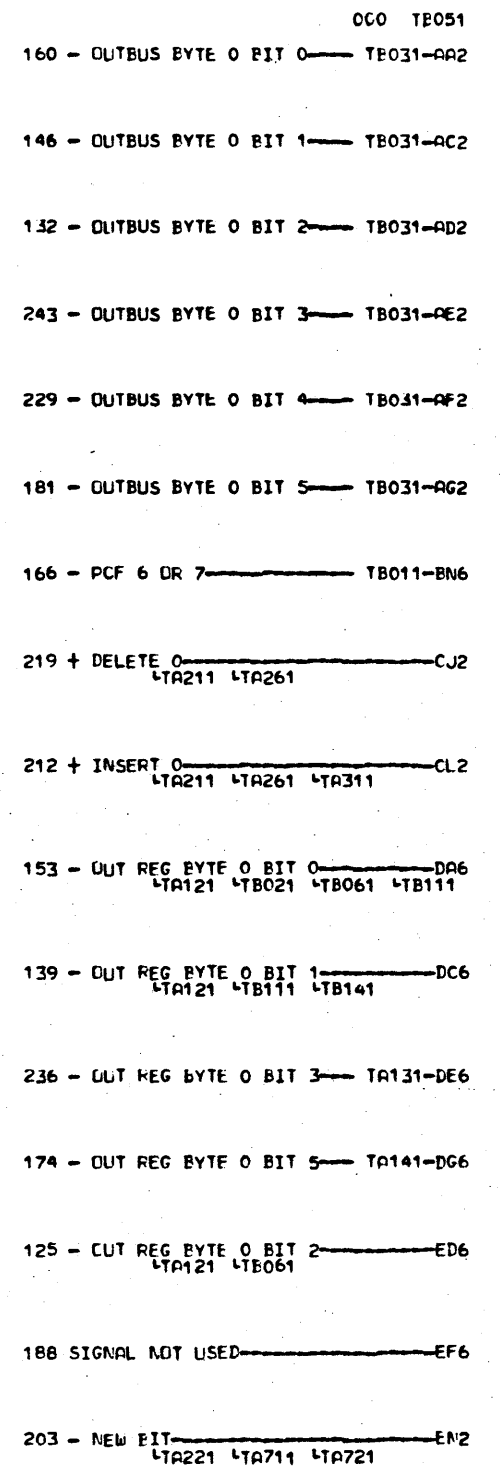 000 TB051
160 - OUTBUS BYTE 0 BIT 0 TB031-AA2
146 - OUTBUS BYTE 0 BIT 1 TB031-AC2
132 - OUTBUS BYTE 0 BIT 2 TB031-AD2
243 - OUTBUS BYTE 0 BIT 3 TB031-AE2
229 - OUTBUS BYTE 0 BIT 4 TB031-AF2
181 - OUTBUS BYTE 0 BIT 5 TB031-AG2
166 - PCF 6 OR 7 TB011-BN6
219 + DELETE 0 CJ2
TA211 TA261
212 + INSERT 0 CL2
TA211 TA261 TA311
153 - OUT REG BYTE 0 BIT 0 DA6
TA121 TB021 TB061 TB111
139 - OUT REG BYTE 0 BIT 1 DC6
TA121 TB111 TB141
236 - OUT REG BYTE 0 BIT 3 TA131-DE6
174 - OUT REG BYTE 0 BIT 5 TA141-DG6
125 - OUT REG BYTE 0 BIT 2 ED6
TA121 TB061
188 SIGNAL NOT USED EF6
203 - NEW BIT EN2
TA221 TA711 TA721